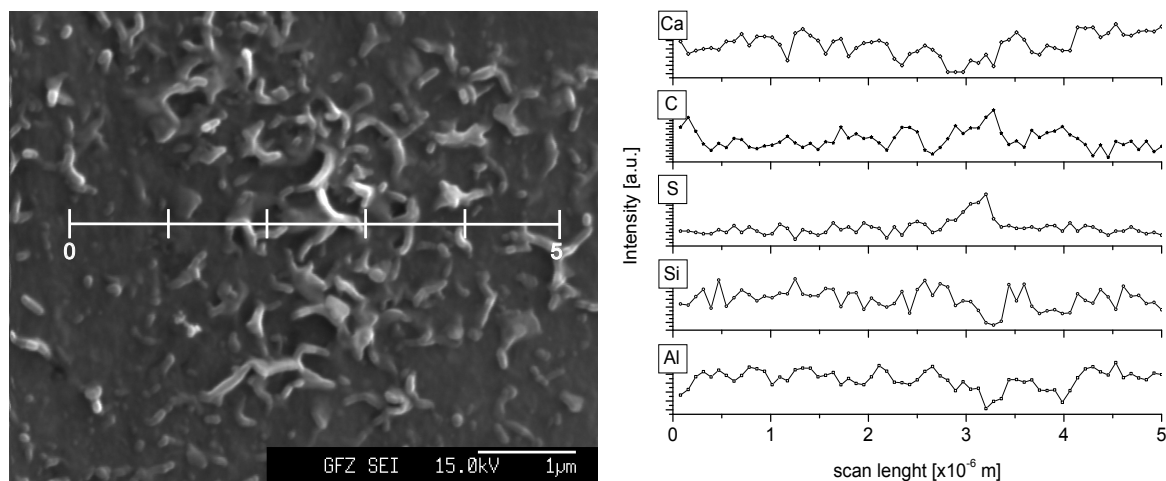 0
5
GFZ SEI 15.0kV 1µm
Ca
C
S
Si
Al
Intensity [a.u.]
0 1 2 3 4 5
scan lenght [x10⁻⁶ m]